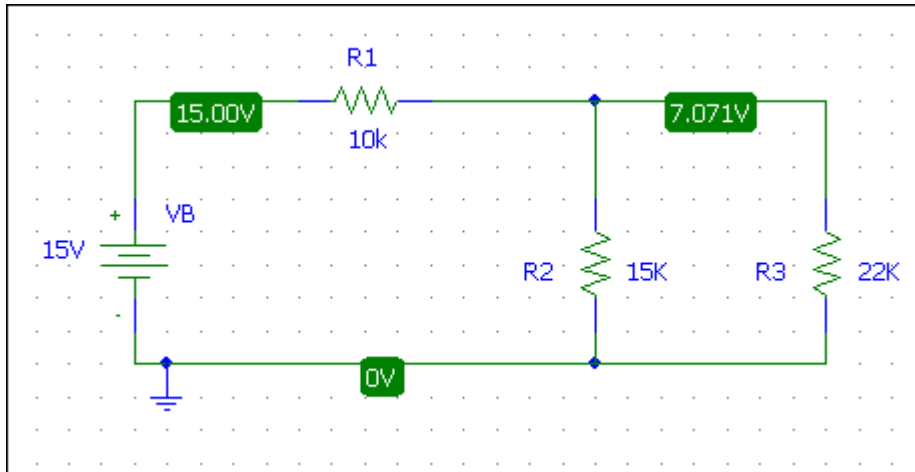 R1
15.00V
7.071V
10k
+
VB
15V
R2
15K
R3
22K
-
0V